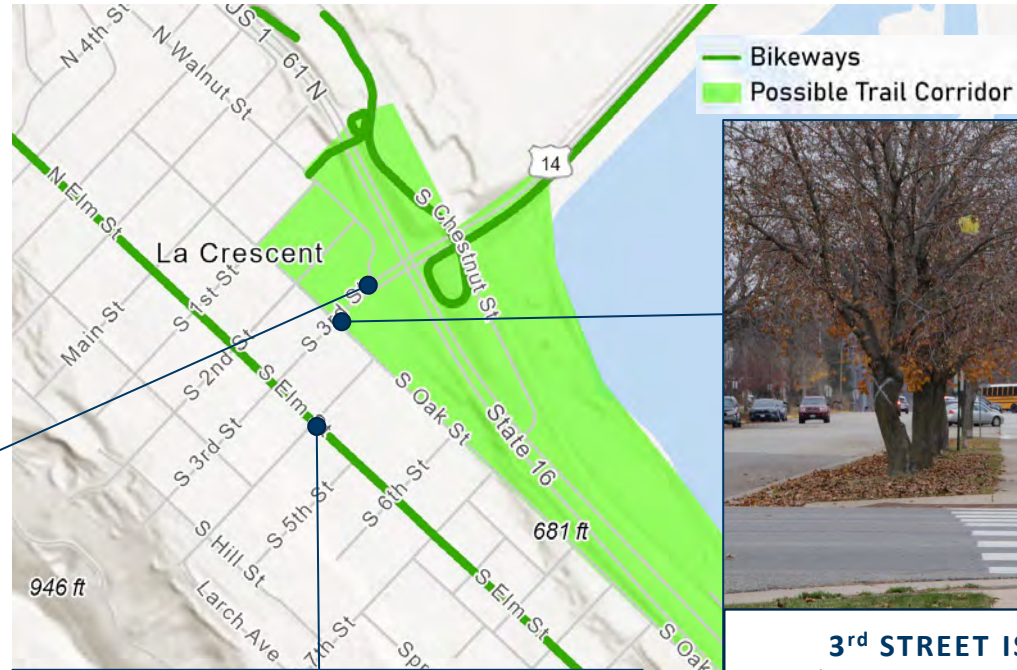 Bikeways
Possible Trail Corridor
N 4th St
N Walnut St
61 N
14
N Elm St
S Chestnut St
La Crescent
S 1st St
Main St
S 2nd St
S 3rd St
S Elm St
S Oak St
State 16
S 3rd St
S 5th St
S 6th St
681 ft
S Hill St
946 ft
Larch Ave
7th St
S Elm St
S Oak
3rd STREET IS